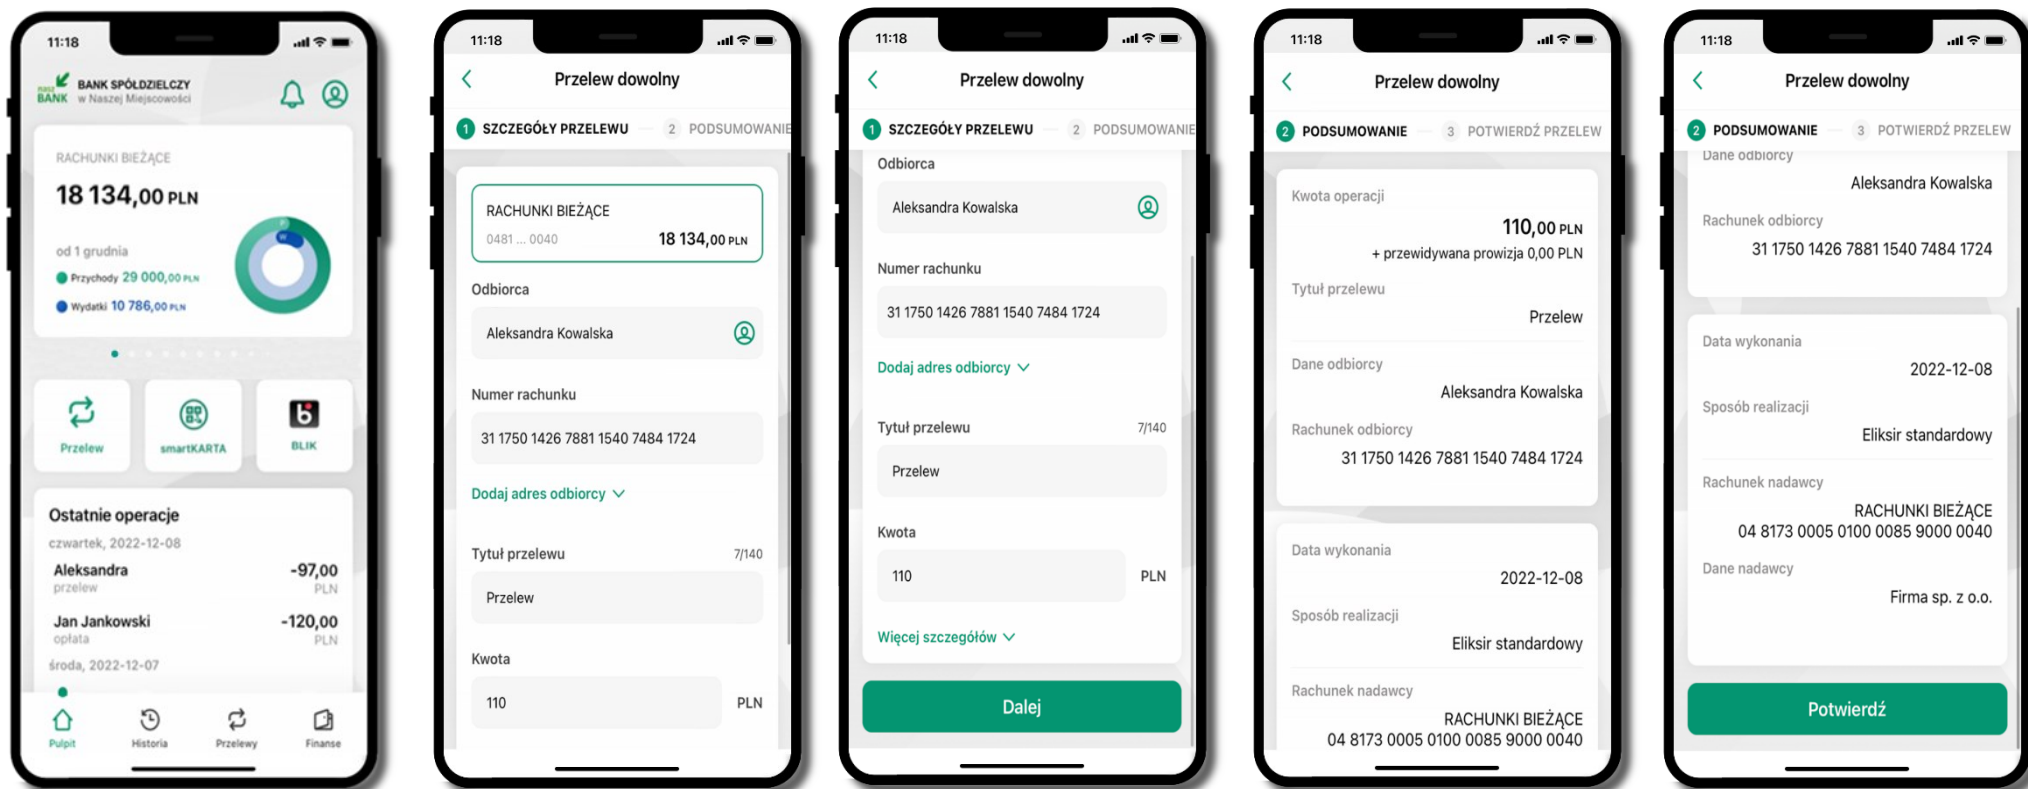 11:18
nasz BANK
BANK SPÓŁDZIELCZY
w Naszej Miejscowości
RACHUNKI BIEŻĄCE
18 134,00 PLN
od 1 grudnia
Przychody 29 000,00 PLN
Wydatki 10 786,00 PLN
Przelew
smartKARTA
BLIK
Ostatnie operacje
czwartek, 2022-12-08
Aleksandra -97,00
przelew PLN
Jan Jankowski -120,00
opłata PLN
środa, 2022-12-07
Pulpit Historia Przelewy Finanse
11:18
Przelew dowolny
1 SZCZEGÓŁY PRZELEWU 2 PODSUMOWANIE
RACHUNKI BIEŻĄCE
0481 ... 0040 18 134,00 PLN
Odbiorca
Aleksandra Kowalska
Numer rachunku
31 1750 1426 7881 1540 7484 1724
Dodaj adres odbiorcy
Tytuł przelewu 7/140
Przelew
Kwota
110 PLN
11:18
Przelew dowolny
1 SZCZEGÓŁY PRZELEWU 2 PODSUMOWANIE
Odbiorca
Aleksandra Kowalska
Numer rachunku
31 1750 1426 7881 1540 7484 1724
Dodaj adres odbiorcy
Tytuł przelewu 7/140
Przelew
Kwota
110 PLN
Więcej szczegółów
Dalej
11:18
Przelew dowolny
2 PODSUMOWANIE 3 POTWIERDŹ PRZELEW
Kwota operacji
110,00 PLN
+ przewidywana prowizja 0,00 PLN
Tytuł przelewu
Przelew
Dane odbiorcy
Aleksandra Kowalska
Rachunek odbiorcy
31 1750 1426 7881 1540 7484 1724
Data wykonania
2022-12-08
Sposób realizacji
Eliksir standardowy
Rachunek nadawcy
RACHUNKI BIEŻĄCE
04 8173 0005 0100 0085 9000 0040
11:18
Przelew dowolny
2 PODSUMOWANIE 3 POTWIERDŹ PRZELEW
Dane odbiorcy
Aleksandra Kowalska
Rachunek odbiorcy
31 1750 1426 7881 1540 7484 1724
Data wykonania
2022-12-08
Sposób realizacji
Eliksir standardowy
Rachunek nadawcy
RACHUNKI BIEŻĄCE
04 8173 0005 0100 0085 9000 0040
Dane nadawcy
Firma sp. z o.o.
Potwierdź